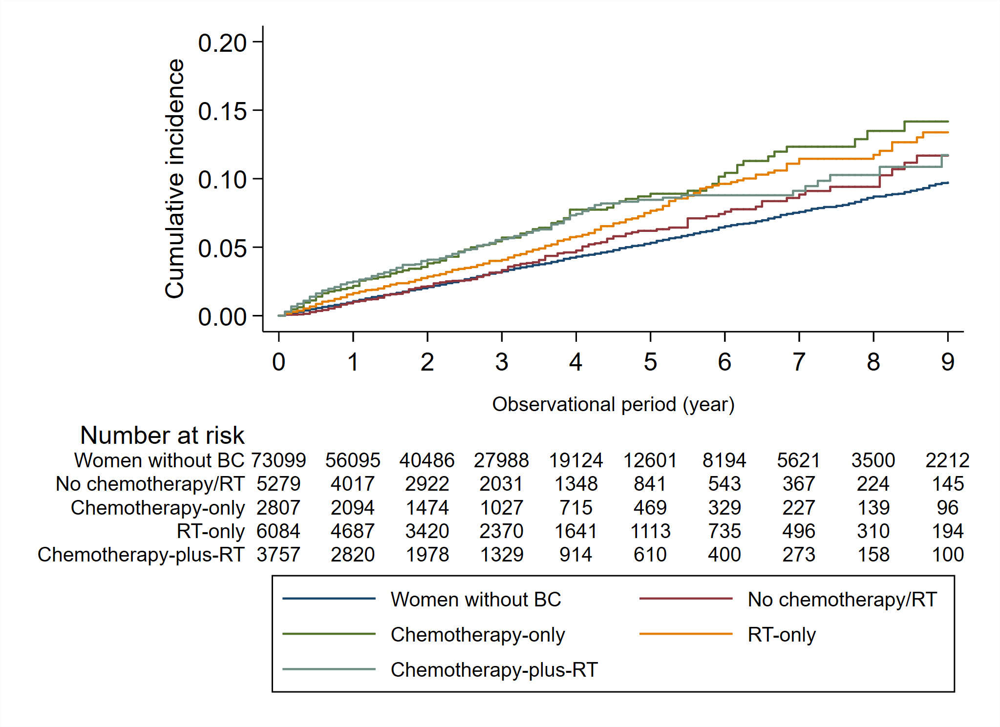 0.20
0.15
0.10
0.05
0.00
Cumulative incidence
0 1 2 3 4 5 6 7 8 9
Observational period (year)
Number at risk
Women without BC 73099 56095 40486 27988 19124 12601 8194 5621 3500 2212
No chemotherapy/RT 5279 4017 2922 2031 1348 841 543 367 224 145
Chemotherapy-only 2807 2094 1474 1027 715 469 329 227 139 96
RT-only 6084 4687 3420 2370 1641 1113 735 496 310 194
Chemotherapy-plus-RT 3757 2820 1978 1329 914 610 400 273 158 100
Women without BC No chemotherapy/RT
Chemotherapy-only RT-only
Chemotherapy-plus-RT